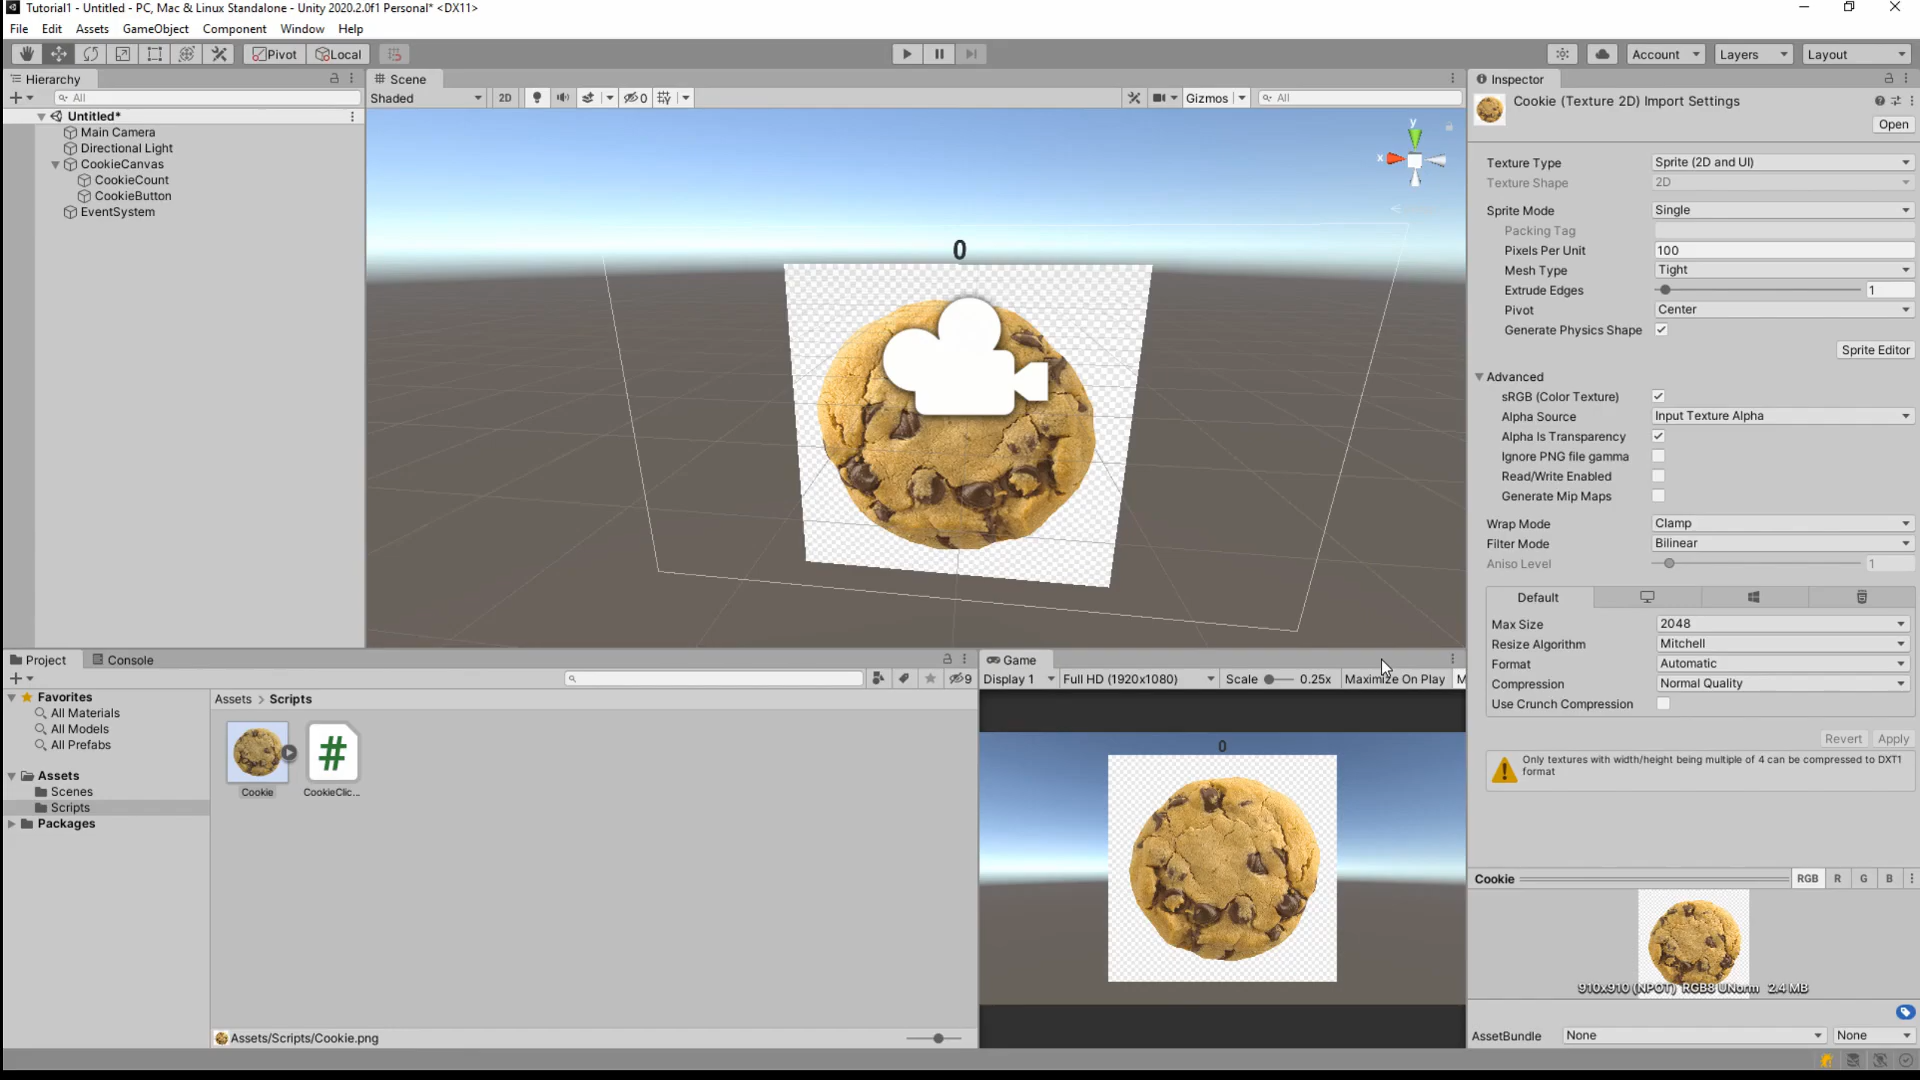 Tutorial1 - Untitled - PC, Mac & Linux Standalone - Unity 2020.2.0f1 Personal* <DX11>
File Edit Assets GameObject Component Window Help
Pivot Local Account Layers Layout
Hierarchy
All
Untitled*
Main Camera
Directional Light
CookieCanvas
CookieCount
CookieButton
EventSystem
Scene
Shaded 2D 0 Gizmos All
y
x
0
Inspector
Cookie (Texture 2D) Import Settings
Open
Texture Type Sprite (2D and UI)
Texture Shape 2D
Sprite Mode Single
Packing Tag
Pixels Per Unit 100
Mesh Type Tight
Extrude Edges 1
Pivot Center
Generate Physics Shape
Sprite Editor
Advanced
sRGB (Color Texture)
Alpha Source Input Texture Alpha
Alpha Is Transparency
Ignore PNG file gamma
Read/Write Enabled
Generate Mip Maps
Wrap Mode Clamp
Filter Mode Bilinear
Aniso Level 1
Default
Max Size 2048
Resize Algorithm Mitchell
Format Automatic
Compression Normal Quality
Use Crunch Compression
Revert Apply
Only textures with width/height being multiple of 4 can be compressed to DXT1
format
Cookie RGB R G B
910x910 (NPOT) RGB8 UNorm 2.4 MB
AssetBundle None None
Project Console
9
Favorites
All Materials
All Models
All Prefabs
Assets
Scenes
Scripts
Packages
Assets > Scripts
Cookie
CookieClic...
Assets/Scripts/Cookie.png
Game
Display 1 Full HD (1920x1080) Scale 0.25x Maximize On Play M
0